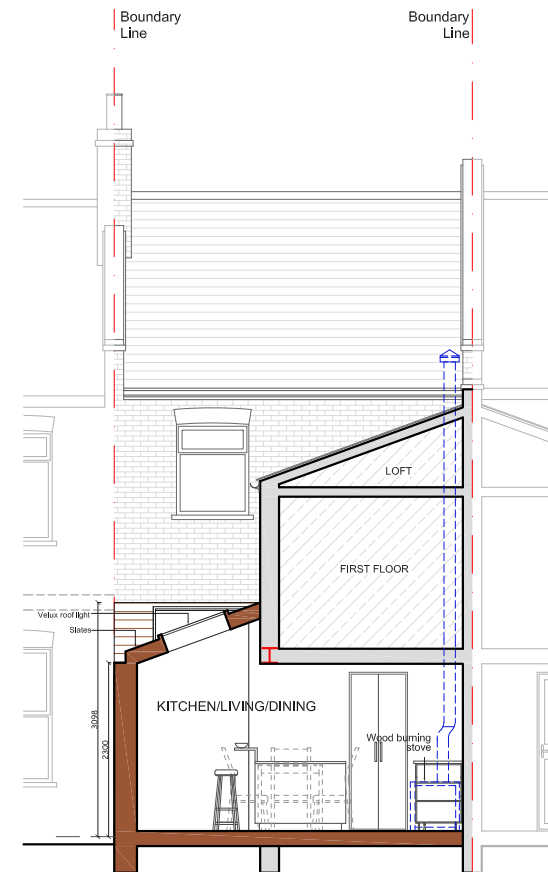 Boundary
Line
Boundary
Line
LOFT
FIRST FLOOR
Velux roof light
Slates
KITCHEN/LIVING/DINING
Wood burning
stove
3098
2300